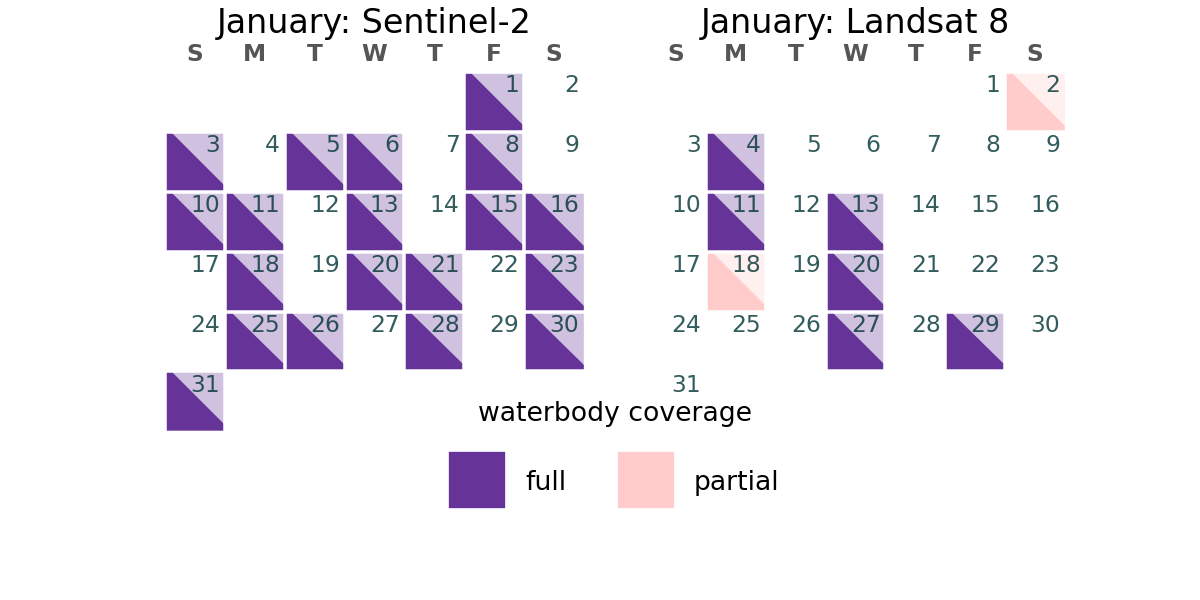 January: Sentinel-2
S M T W T F S
1 2
3 4 5 6 7 8 9
10 11 12 13 14 15 16
17 18 19 20 21 22 23
24 25 26 27 28 29 30
31
January: Landsat 8
S M T W T F S
1 2
3 4 5 6 7 8 9
10 11 12 13 14 15 16
17 18 19 20 21 22 23
24 25 26 27 28 29 30
31
waterbody coverage
full partial